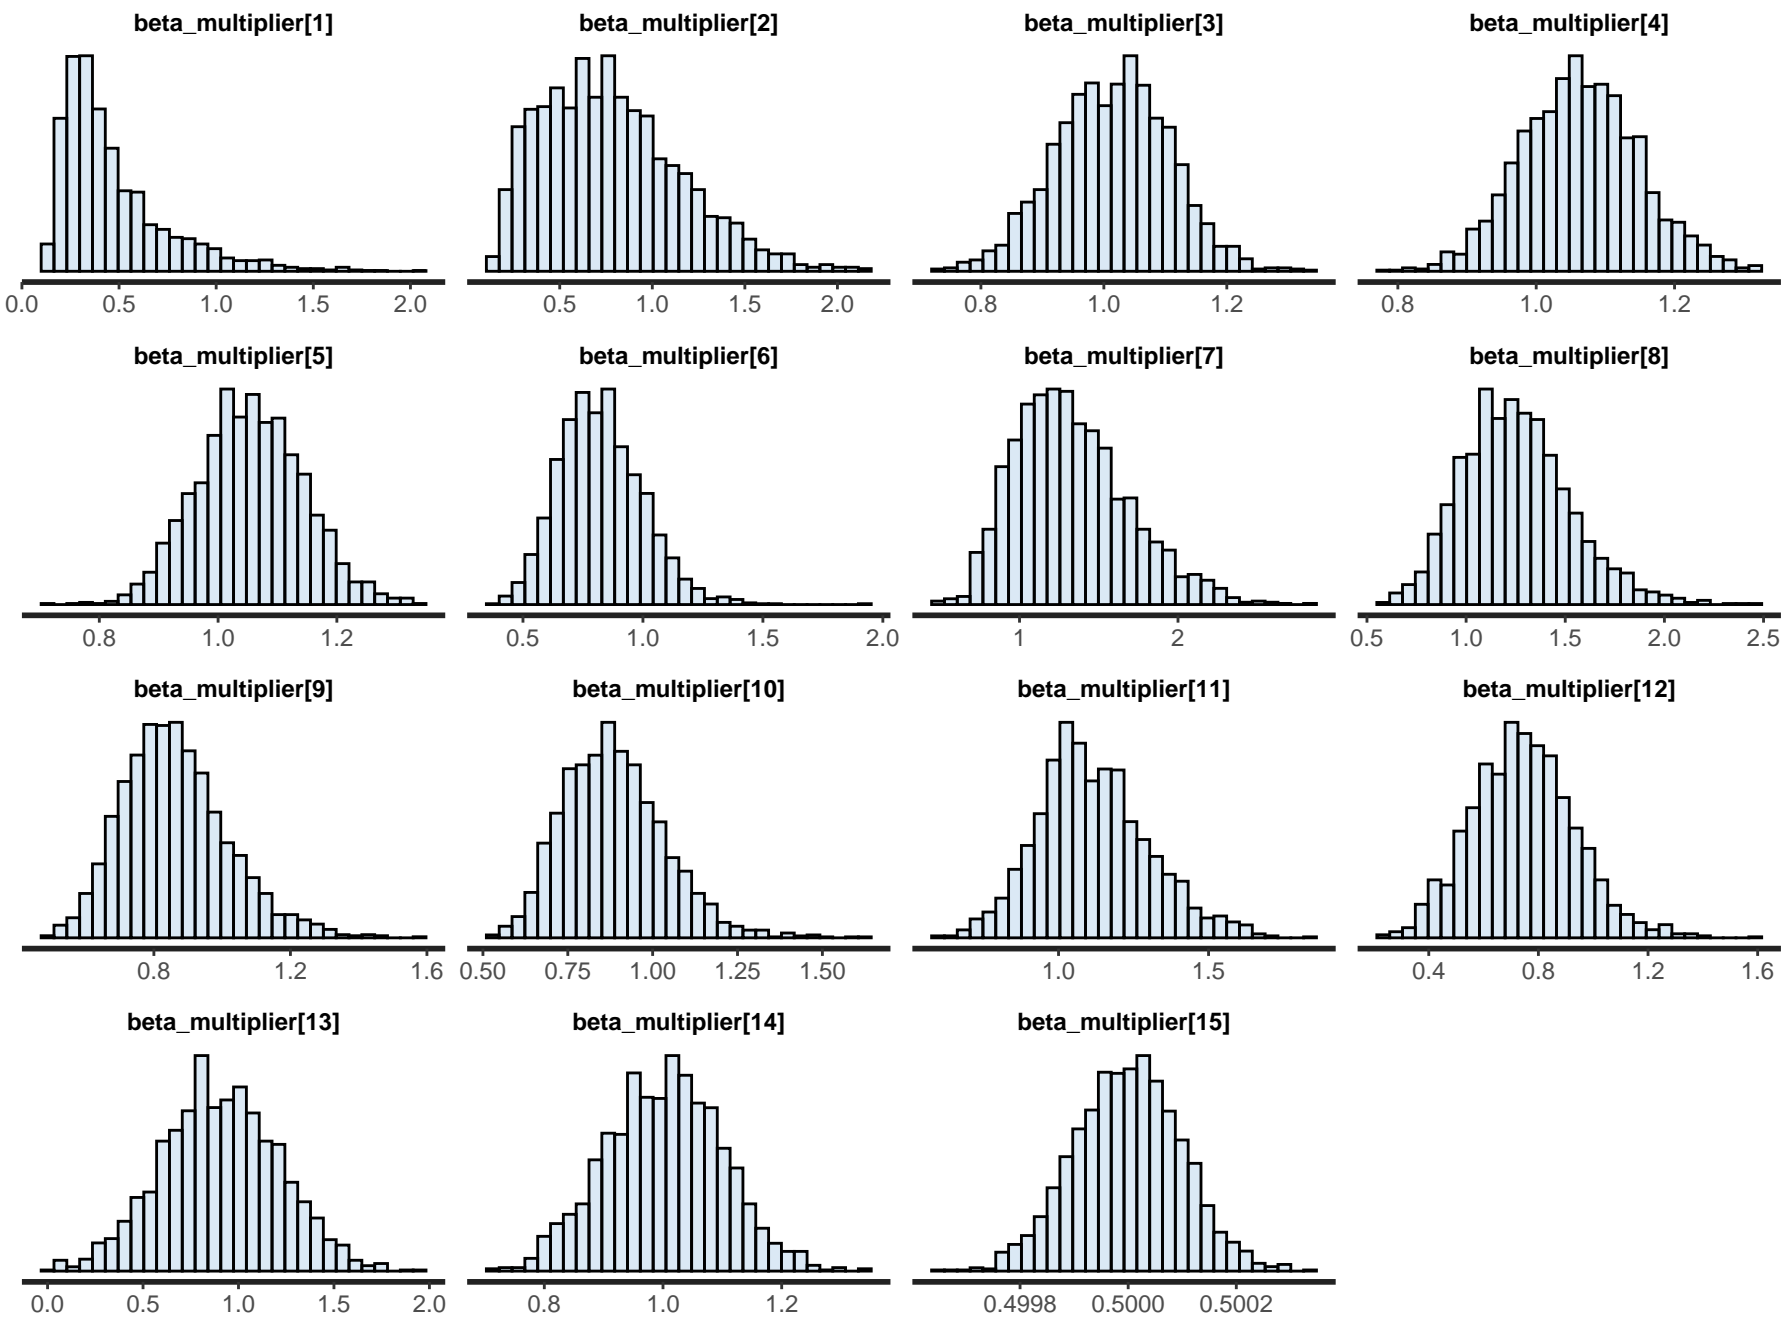 beta_multiplier[1] beta_multiplier[2] beta_multiplier[3] beta_multiplier[4]
0.0 0.5 1.0 1.5 2.0 0.5 1.0 1.5 2.0 0.8 1.0 1.2 0.8 1.0 1.2
beta_multiplier[5] beta_multiplier[6] beta_multiplier[7] beta_multiplier[8]
0.8 1.0 1.2 0.5 1.0 1.5 2.0 1 2 0.5 1.0 1.5 2.0 2.5
beta_multiplier[9] beta_multiplier[10] beta_multiplier[11] beta_multiplier[12]
0.8 1.2 1.6 0.50 0.75 1.00 1.25 1.50 1.0 1.5 0.4 0.8 1.2 1.6
beta_multiplier[13] beta_multiplier[14] beta_multiplier[15]
0.0 0.5 1.0 1.5 2.0 0.8 1.0 1.2 0.4998 0.5000 0.5002